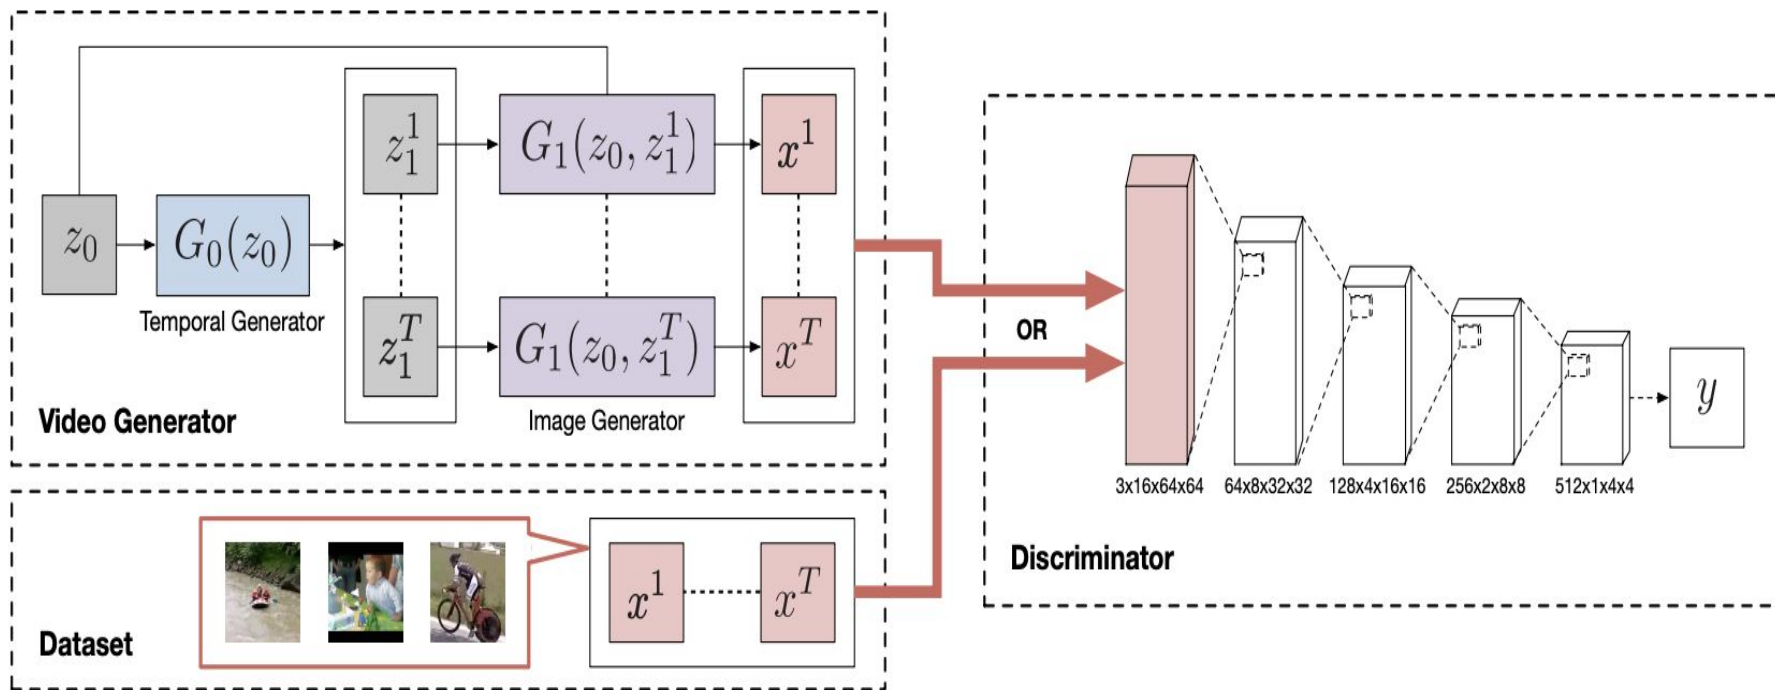 z_0
G_0(z_0)
Temporal Generator
z_1^1
z_1^T
G_1(z_0, z_1^1)
G_1(z_0, z_1^T)
Image Generator
x^1
x^T
Video Generator
x^1
x^T
Dataset
OR
3x16x64x64
64x8x32x32
128x4x16x16
256x2x8x8
512x1x4x4
y
Discriminator